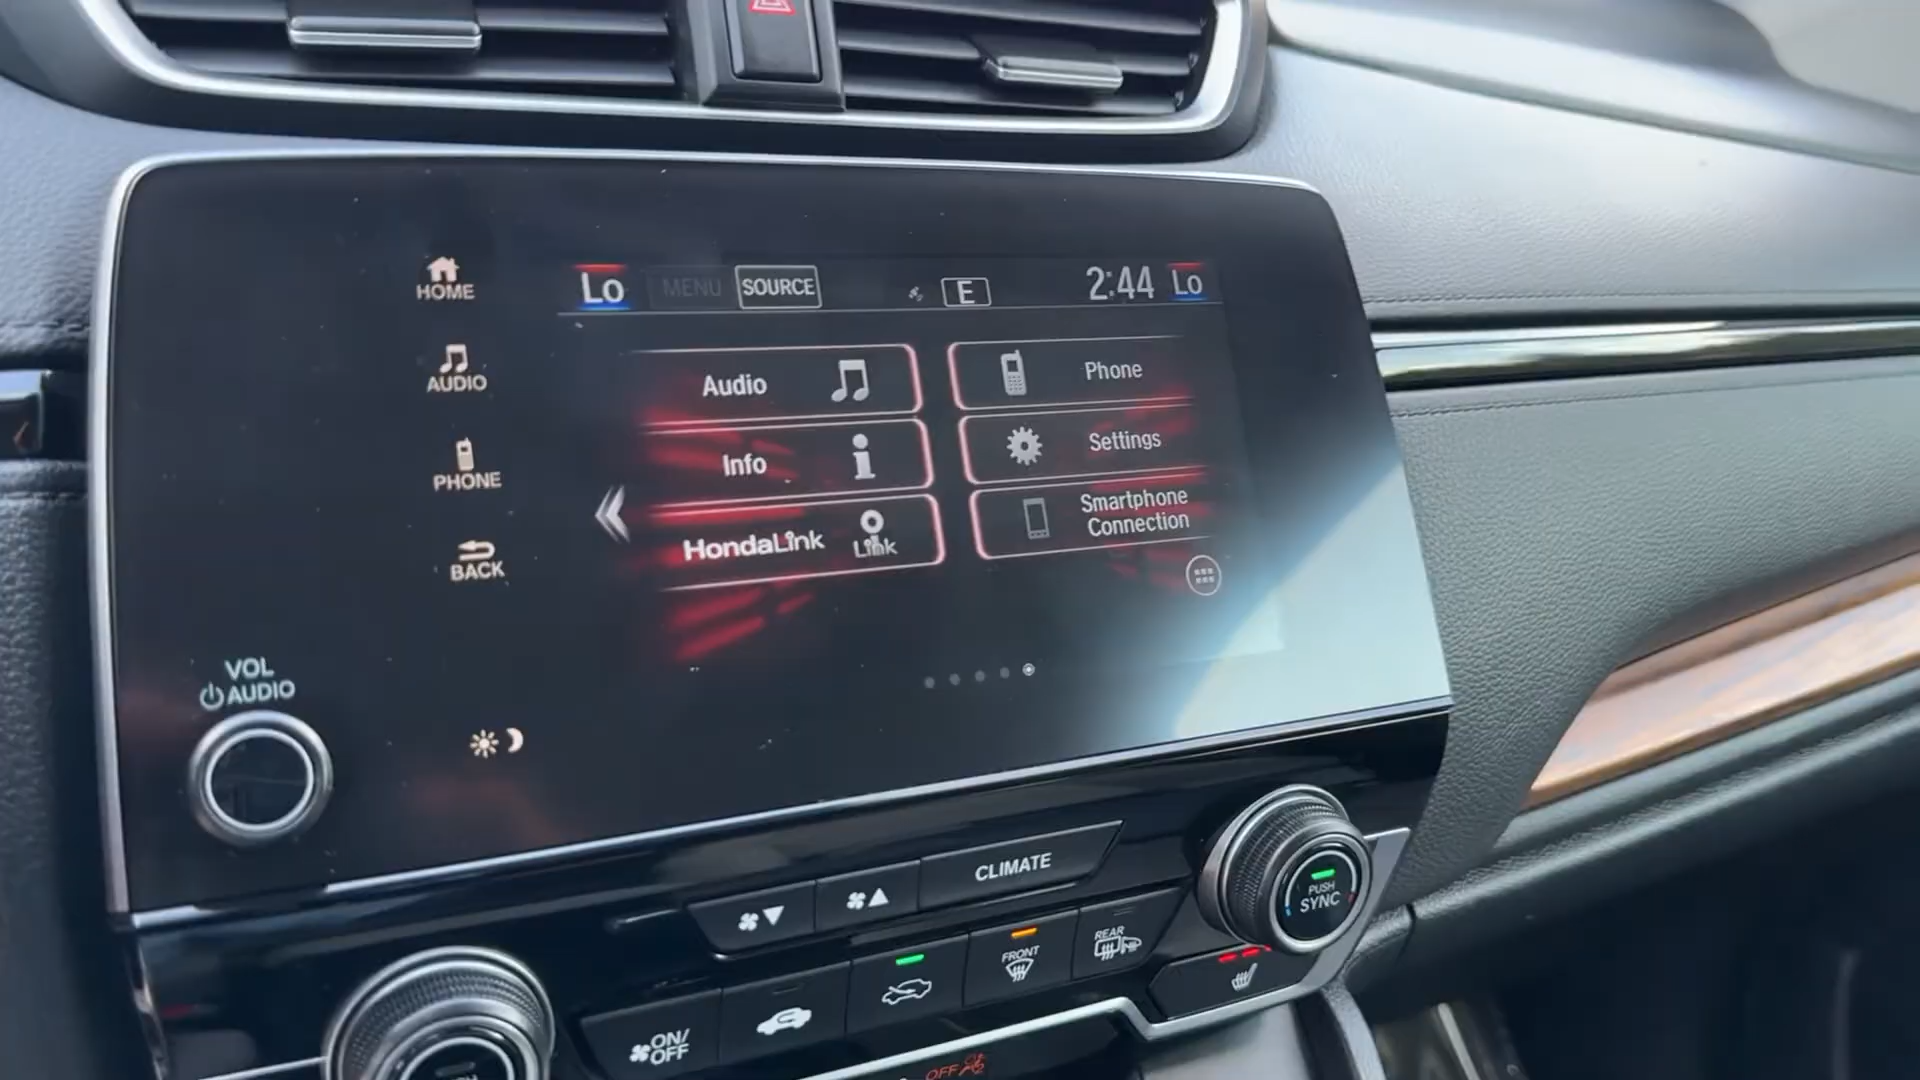 HOME
Lo MENU SOURCE E 2:44 Lo
AUDIO
Audio
Phone
PHONE
Info
Settings
BACK
HondaLink Link
Smartphone
Connection
VOL
AUDIO
CLIMATE
PUSH
SYNC
ON/
OFF
FRONT
REAR
OFF